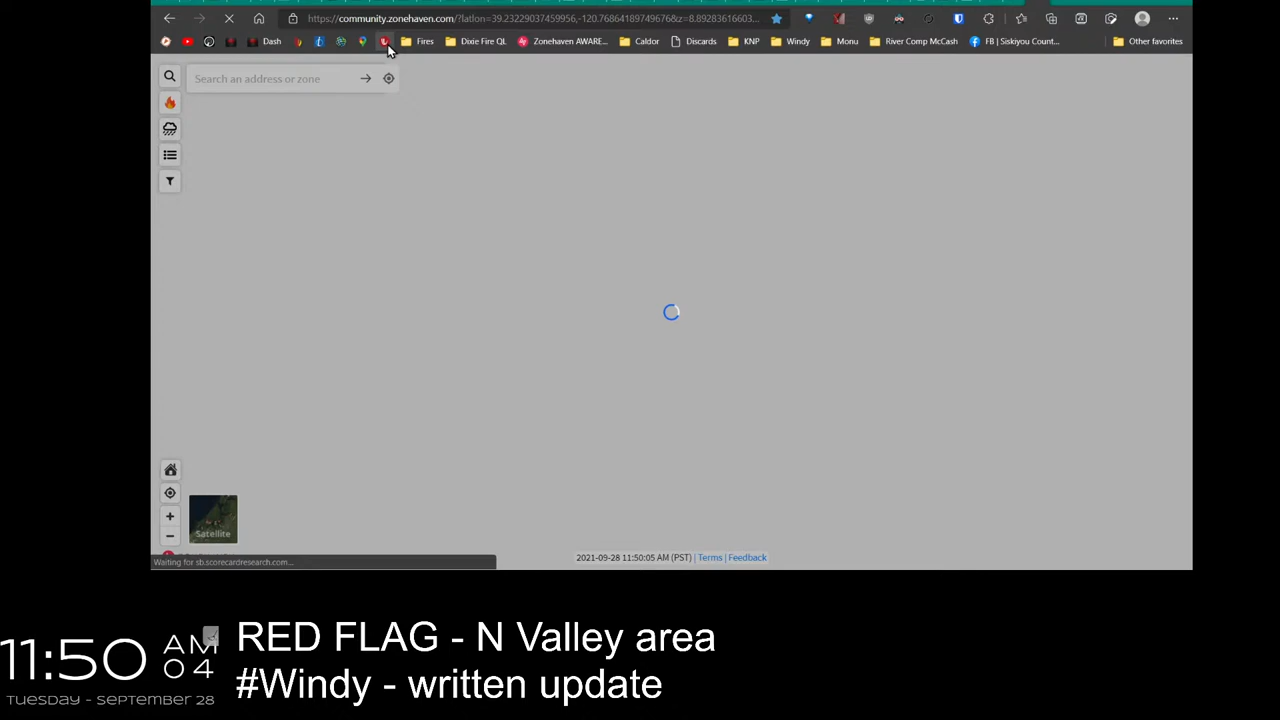 https://community.zonehaven.com/?latlon=39.23229037459956,-120.768641897496768z=8.89283616603...
Dash
Fires
Dixie Fire QL
Zonehaven AWARE...
Caldor
Discards
KNP
Windy
Monu
River Comp McCash
FB | Siskiyou Count...
Other favorites
Search an address or zone
Satellite
Waiting for sb.scorecardresearch.com...
2021-09-28 11:50:05 AM (PST) | Terms | Feedback
11:50 AM 04
TUESDAY - SEPTEMBER 28
RED FLAG - N Valley area
#Windy - written update